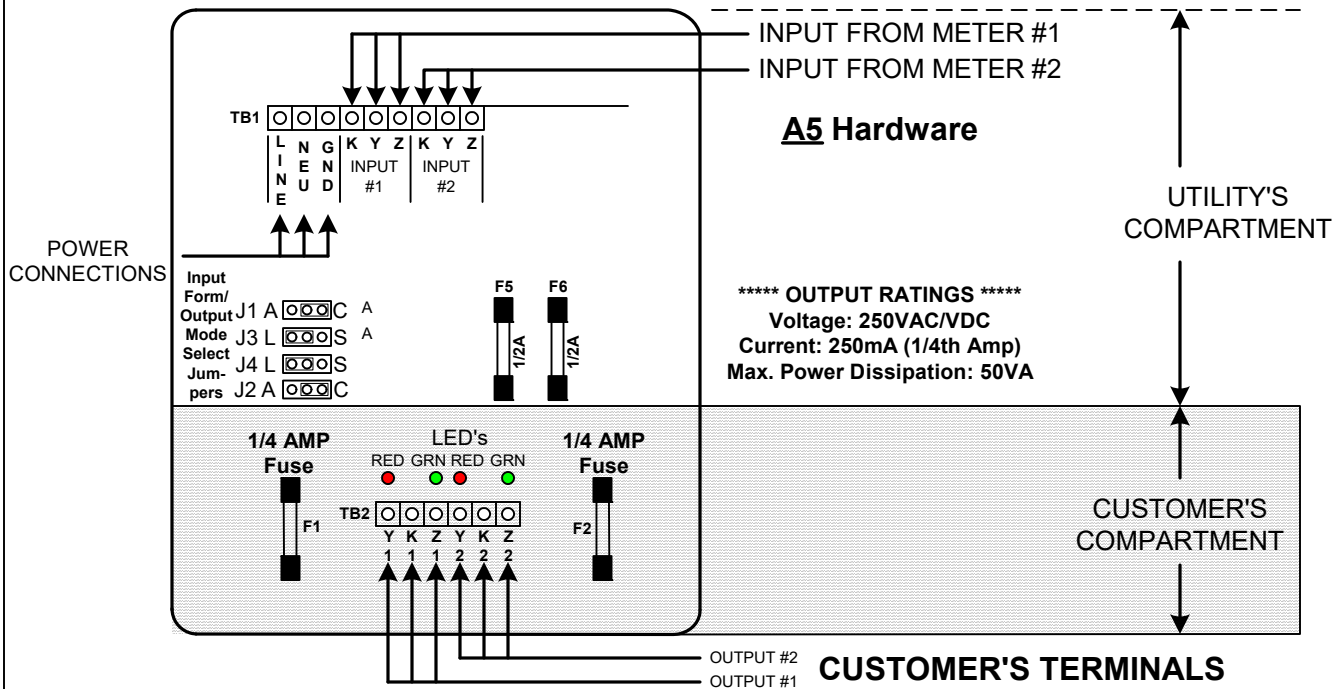 INPUT FROM METER #1
INPUT FROM METER #2
TB1
LINE NEU GND K Y Z K Y Z
INPUT #1
INPUT #2
A5 Hardware
UTILITY'S
COMPARTMENT
POWER
CONNECTIONS
Input
Form/
Output
Mode
Select
Jum-
pers
J1 A C A
J3 L S A
J4 L S
J2 A C
F5 F6
1/2A 1/2A
***** OUTPUT RATINGS *****
Voltage: 250VAC/VDC
Current: 250mA (1/4th Amp)
Max. Power Dissipation: 50VA
1/4 AMP
Fuse
F1
LED's
RED GRN RED GRN
TB2
Y K Z Y K Z
1 1 1 2 2 2
1/4 AMP
Fuse
F2
CUSTOMER'S
COMPARTMENT
OUTPUT #2
OUTPUT #1
CUSTOMER'S TERMINALS